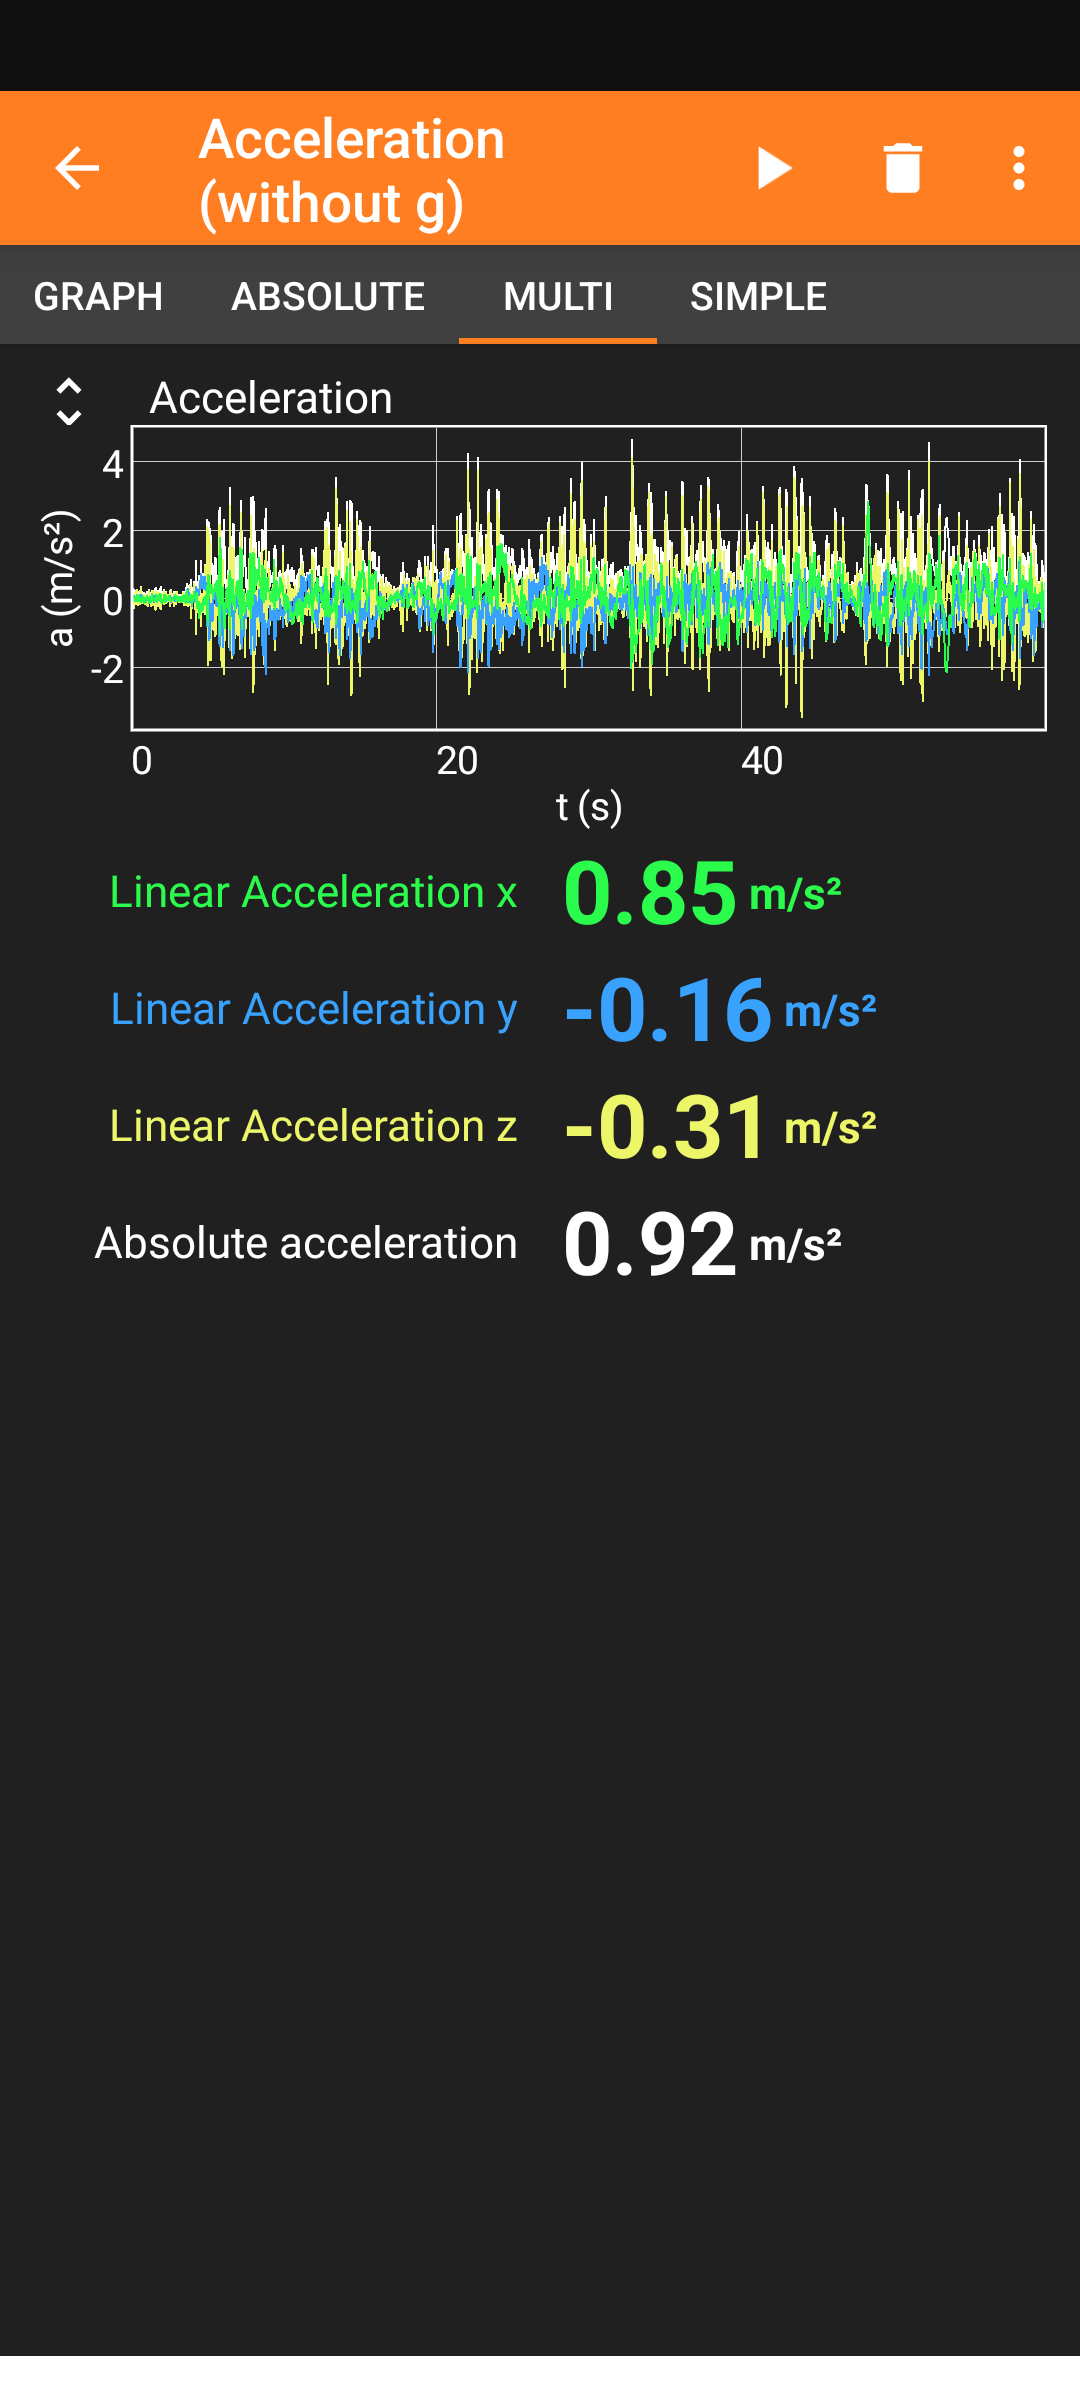 Acceleration
(without g)
GRAPH ABSOLUTE MULTI SIMPLE
Acceleration
a (m/s²)
4
2
0
-2
0 20 40
t (s)
Linear Acceleration x 0.85 m/s²
Linear Acceleration y -0.16 m/s²
Linear Acceleration z -0.31 m/s²
Absolute acceleration 0.92 m/s²